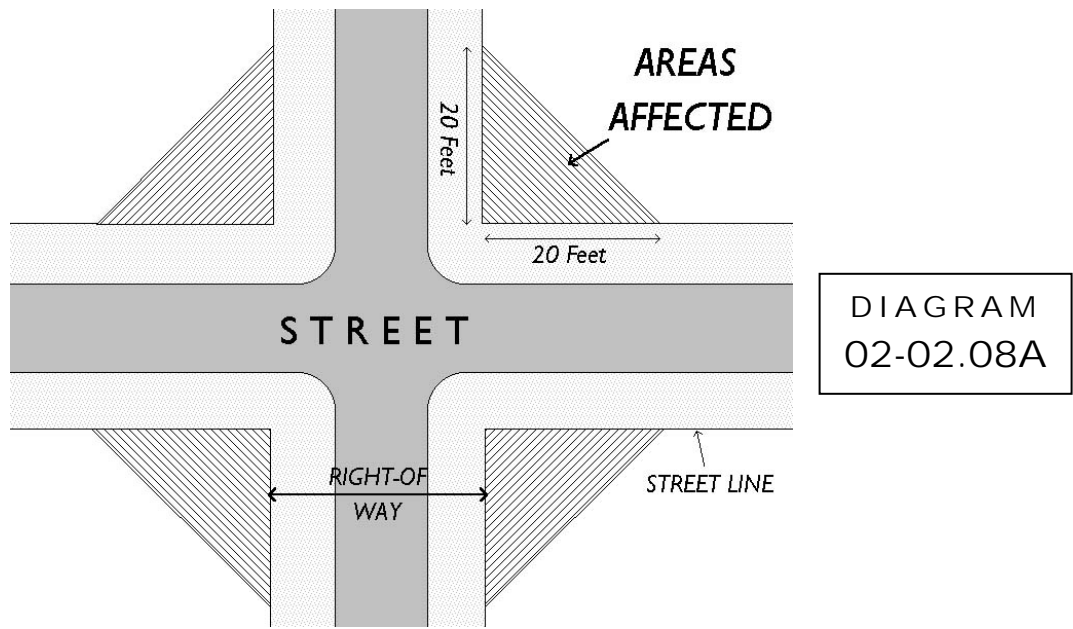 AREAS
AFFECTED
20 Feet
20 Feet
STREET
DIAGRAM
02-02.08A
RIGHT-OF
WAY
STREET LINE